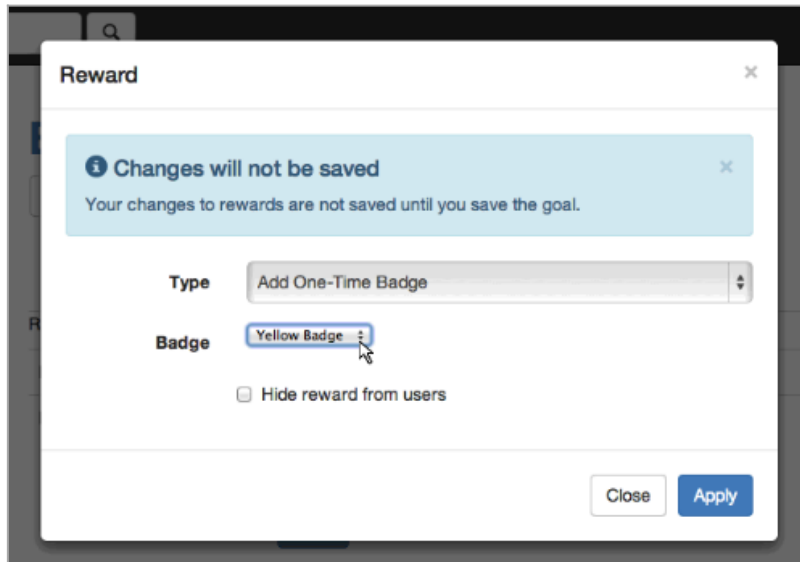 Reward
×
Changes will not be saved
×
Your changes to rewards are not saved until you save the goal.
Type
Add One-Time Badge
Badge
Yellow Badge
Hide reward from users
Close
Apply